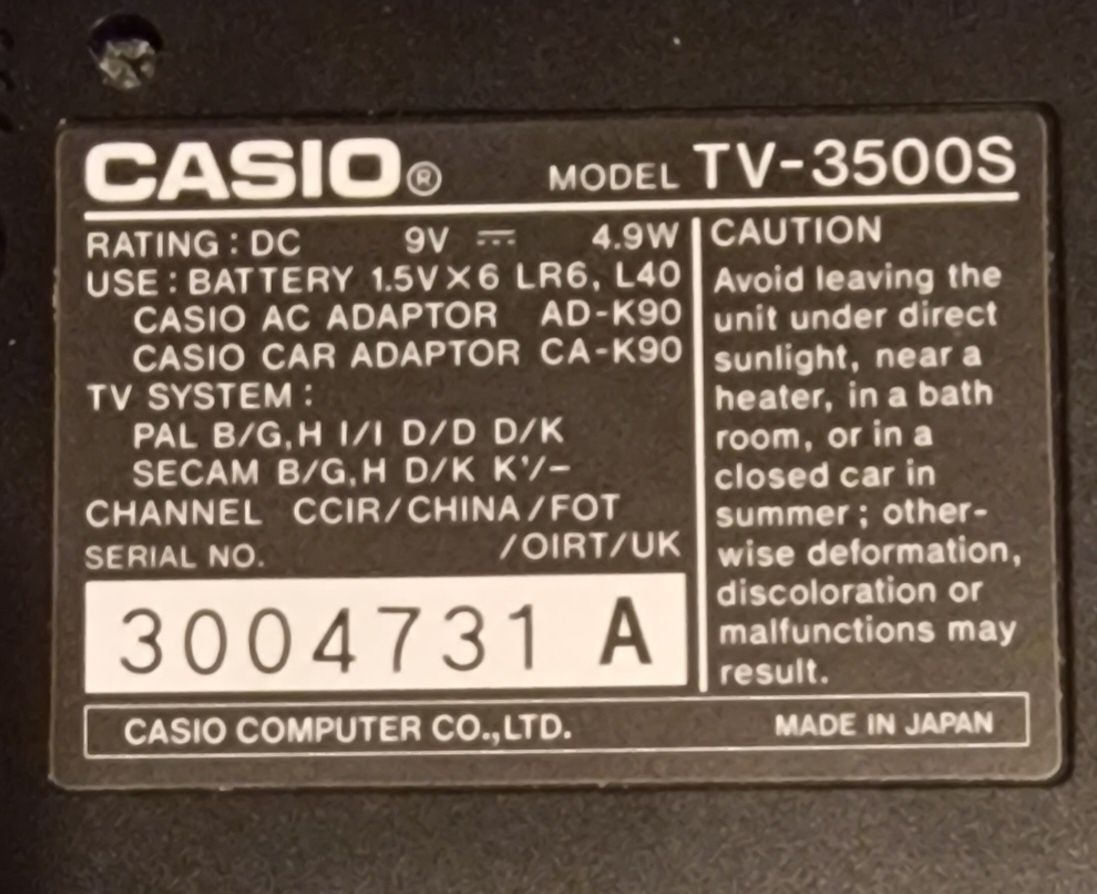 CASIO® MODEL TV-3500S
RATING : DC 9V ⎓ 4.9W
USE : BATTERY 1.5V×6 LR6, L40
CASIO AC ADAPTOR AD-K90
CASIO CAR ADAPTOR CA-K90
TV SYSTEM :
PAL B/G,H I/I D/D D/K
SECAM B/G,H D/K K'/–
CHANNEL CCIR/CHINA/FOT
SERIAL NO. /OIRT/UK
3004731 A
CAUTION
Avoid leaving the
unit under direct
sunlight, near a
heater, in a bath
room, or in a
closed car in
summer ; other-
wise deformation,
discoloration or
malfunctions may
result.
CASIO COMPUTER CO.,LTD. MADE IN JAPAN